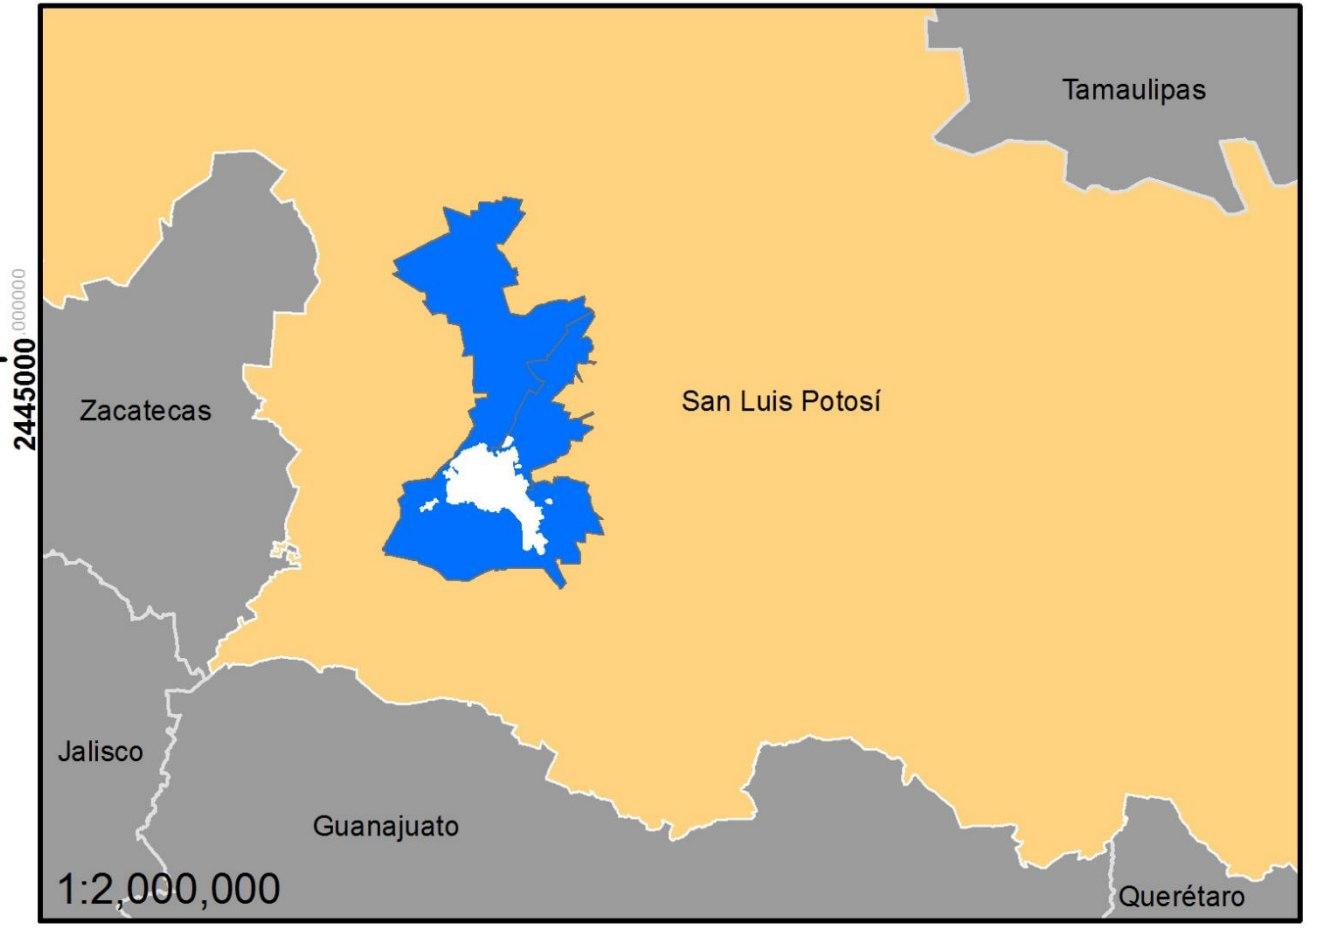 Tamaulipas
2445000.000000
Zacatecas
San Luis Potosí
Jalisco
Guanajuato
1:2,000,000
Querétaro